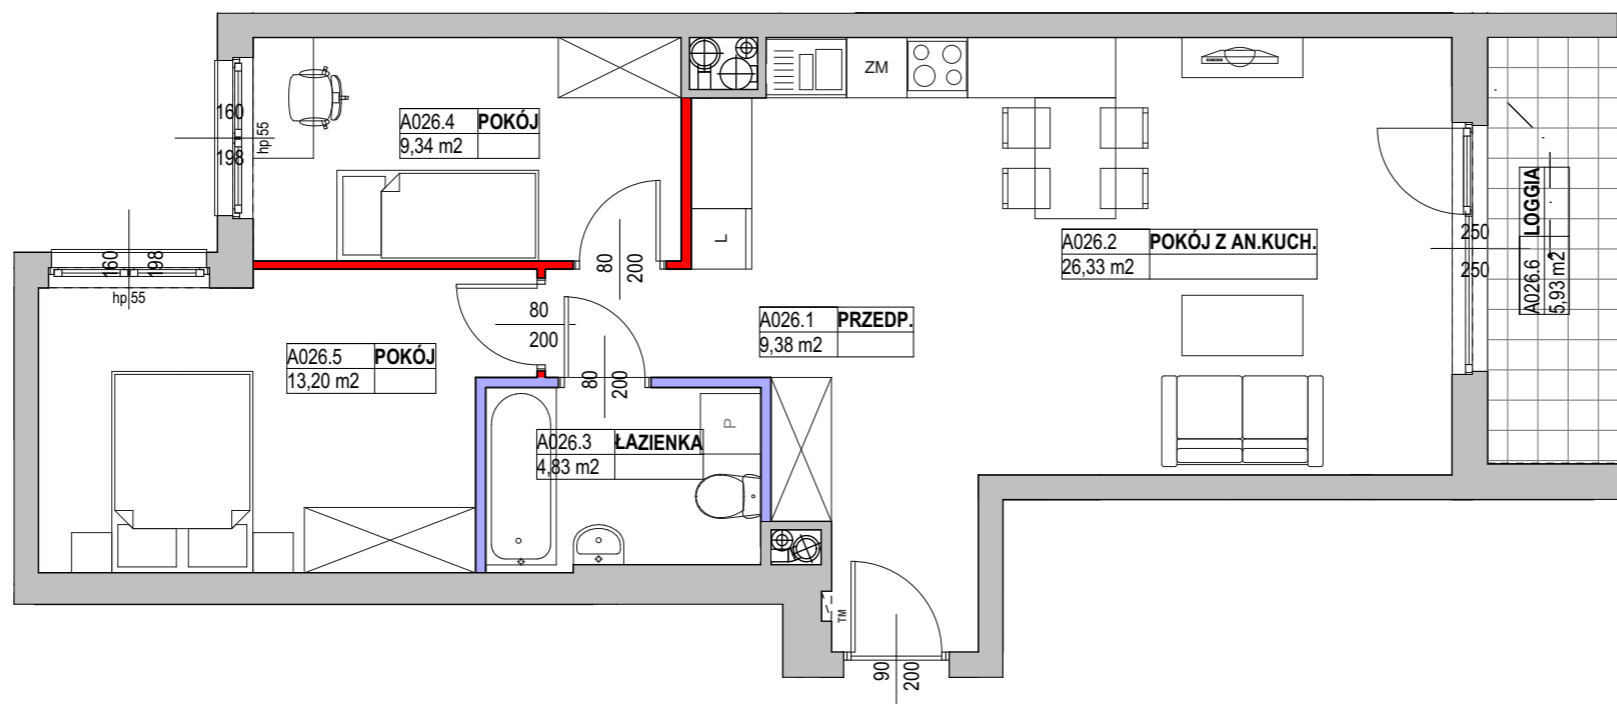 ZM
160
198
hp 55
A026.4 POKÓJ
9,34 m2
L
80
200
A026.2 POKÓJ Z AN.KUCH.
26,33 m2
250
250
A026.6 LOGGIA
5,93 m2
160
198
hp 55
80
200
A026.1 PRZEDP.
9,38 m2
A026.5 POKÓJ
13,20 m2
80
200
P
A026.3 ŁAZIENKA
4,83 m2
TM
90
200